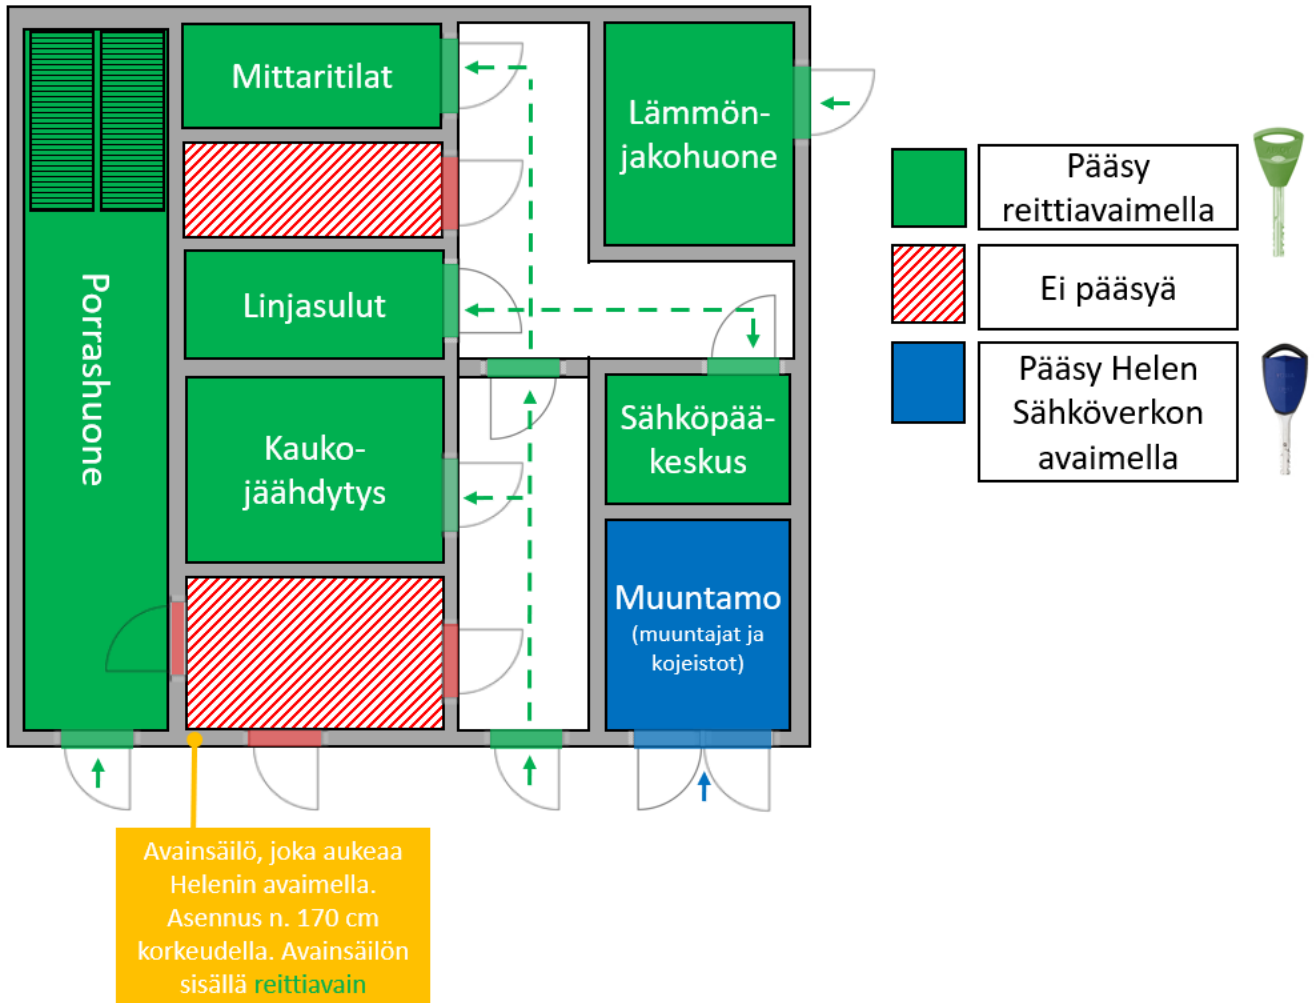 Mittaritilat
Lämmön-
jakohuone
Linjasulut
Porrashuone
Kauko-
jäähdytys
Sähköpää-
keskus
Muuntamo
(muuntajat ja
kojeistot)
Pääsy
reittiavaimella
Ei pääsyä
Pääsy Helen
Sähköverkon
avaimella
Avainsäilö, joka aukeaa
Helenin avaimella.
Asennus n. 170 cm
korkeudella. Avainsäilön
sisällä reittiavain